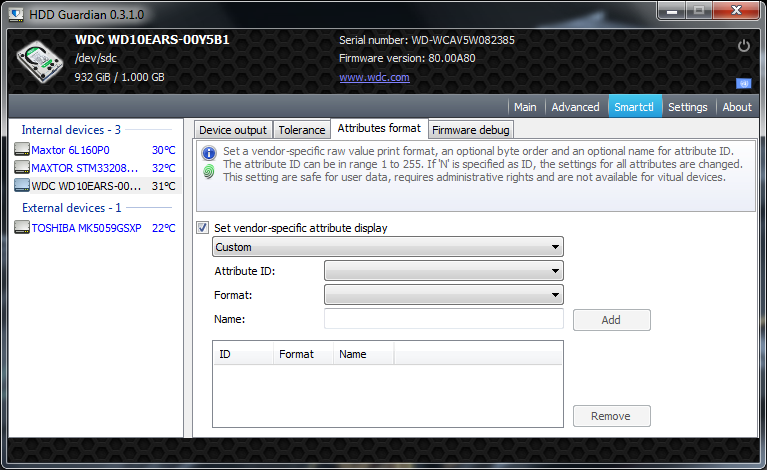 HDD Guardian 0.3.1.0
WDC WD10EARS-00Y5B1
/dev/sdc
932 GiB / 1.000 GB
Serial number: WD-WCAV5W082385
Firmware version: 80.00A80
www.wdc.com
Main
Advanced
Smartctl
Settings
About
Internal devices - 3
Maxtor 6L160P0 30°C
MAXTOR STM33208... 32°C
WDC WD10EARS-00... 31°C
External devices - 1
TOSHIBA MK5059GSXP 22°C
Device output
Tolerance
Attributes format
Firmware debug
Set a vendor-specific raw value print format, an optional byte order and an optional name for attribute ID.
The attribute ID can be in range 1 to 255. If 'N' is specified as ID, the settings for all attributes are changed.
This setting are safe for user data, requires administrative rights and are not available for vitual devices.
Set vendor-specific attribute display
Custom
Attribute ID:
Format:
Name:
Add
ID Format Name
Remove